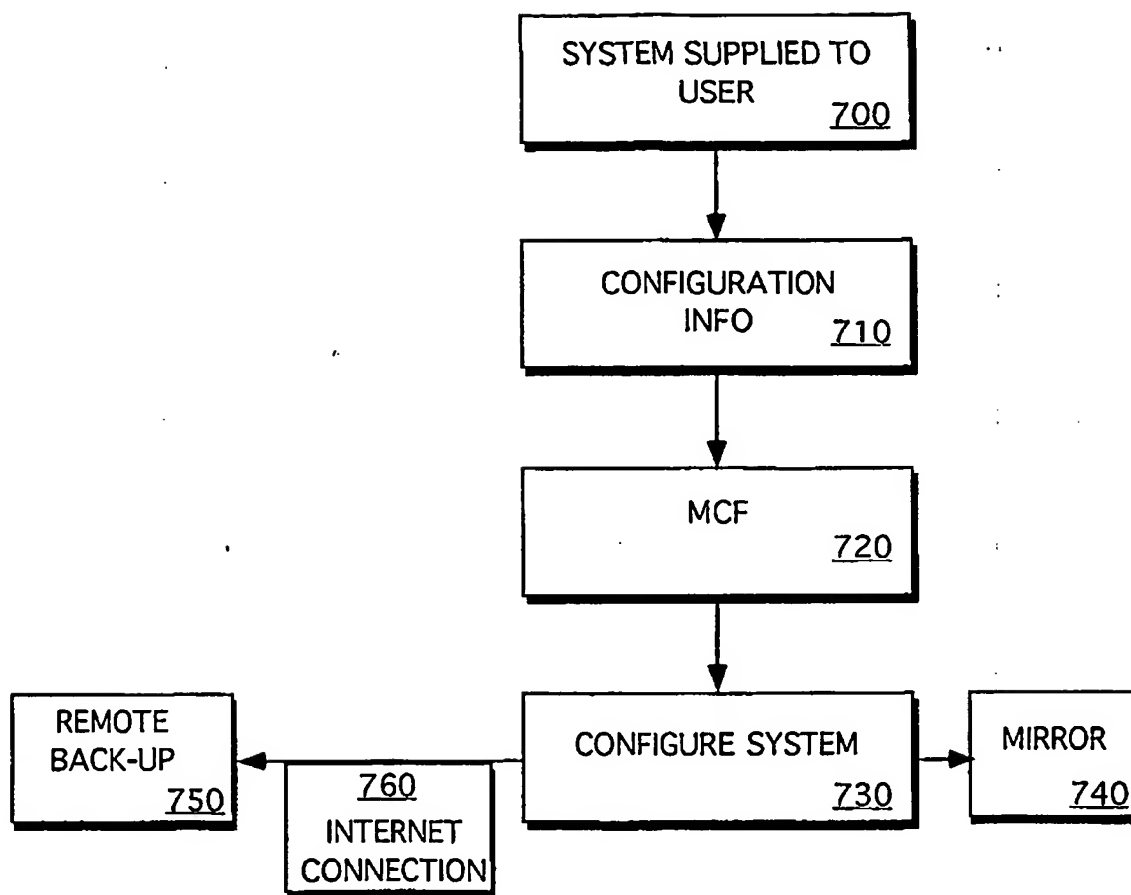 SYSTEM SUPPLIED TO
USER
700
CONFIGURATION
INFO
710
MCF
720
REMOTE
BACK-UP
750
760
INTERNET
CONNECTION
CONFIGURE SYSTEM
730
MIRROR
740